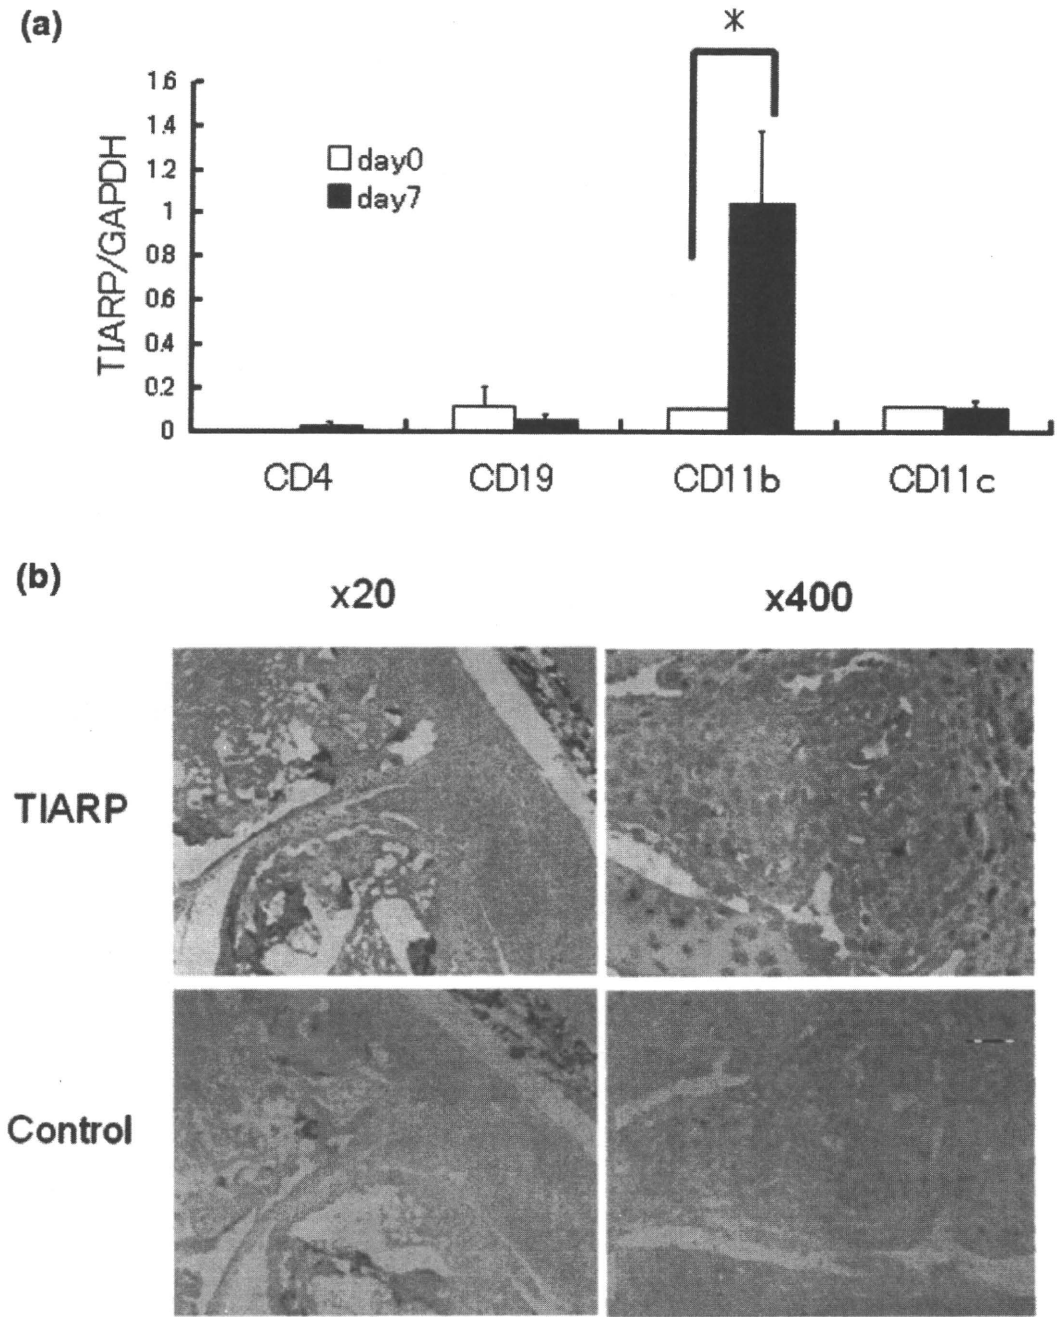 (a)
*
1.6
1.4
1.2
1
0.8
0.6
0.4
0.2
0
TIARP/GAPDH
day0
day7
CD4 CD19 CD11b CD11c
(b)
x20 x400
TIARP
Control